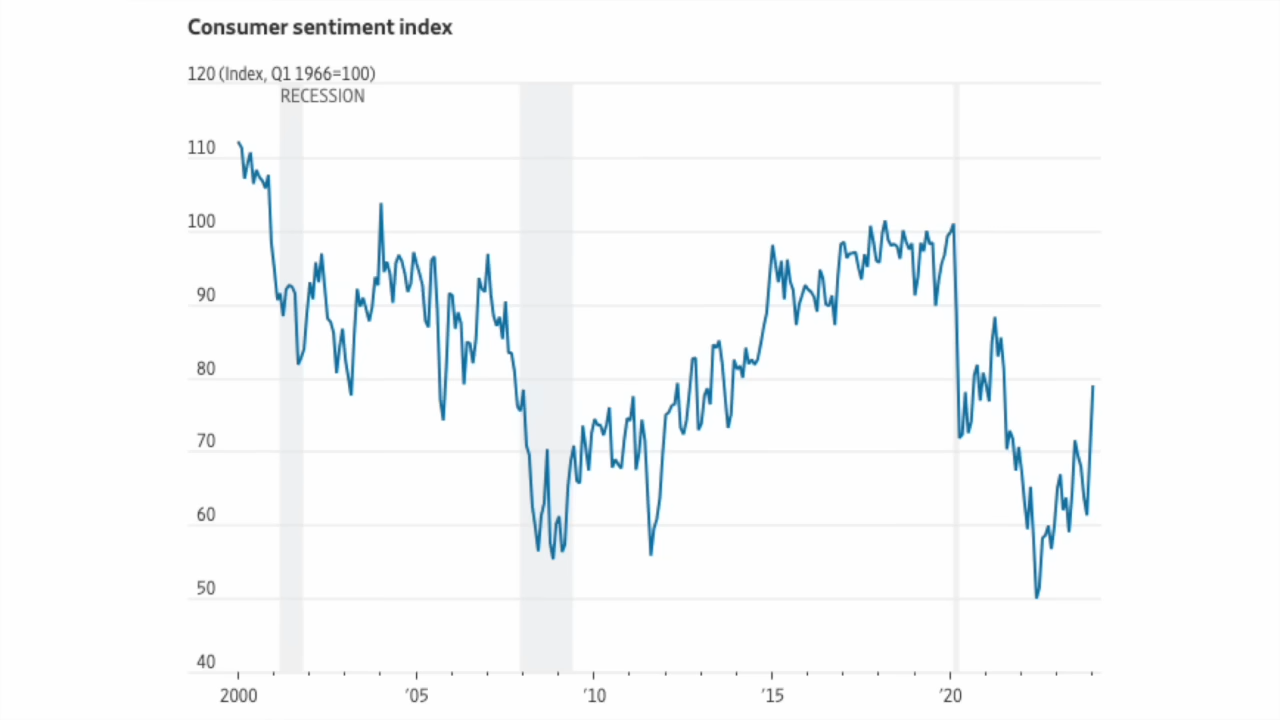 Consumer sentiment index
120 (Index, Q1 1966=100)
RECESSION
110
100
90
80
70
60
50
40
2000 ’05 ’10 ’15 ’20